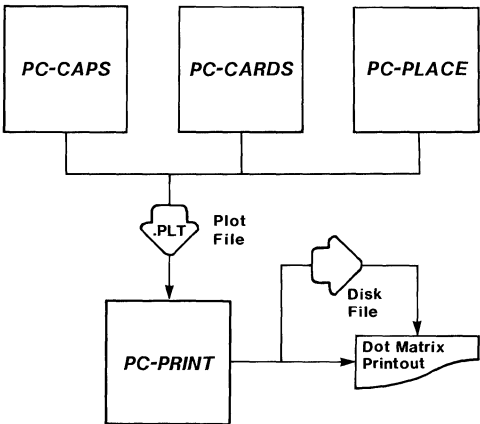 PC-CAPS
PC-CARDS
PC-PLACE
.PLT
Plot
File
Disk
File
PC-PRINT
Dot Matrix
Printout